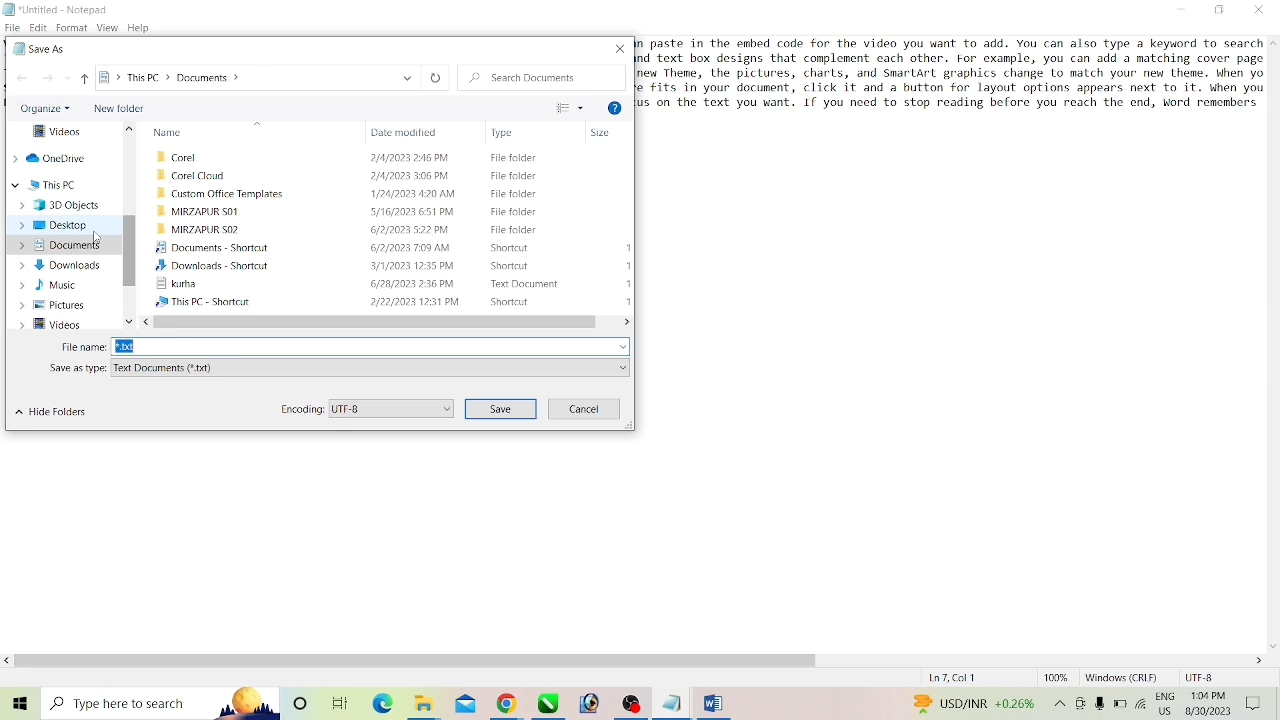 *Untitled - Notepad
File Edit Format View Help
Save As
This PC > Documents >
Search Documents
Organize
New folder
Videos
OneDrive
This PC
3D Objects
Desktop
Documents
Downloads
Music
Pictures
Videos
Name Date modified Type Size
Corel 2/4/2023 2:46 PM File folder
Corel Cloud 2/4/2023 3:06 PM File folder
Custom Office Templates 1/24/2023 4:20 AM File folder
MIRZAPUR S01 5/16/2023 6:51 PM File folder
MIRZAPUR S02 6/2/2023 5:22 PM File folder
Documents - Shortcut 6/2/2023 7:09 AM Shortcut 1
Downloads - Shortcut 3/1/2023 12:35 PM Shortcut 1
kurha 6/28/2023 2:36 PM Text Document 1
This PC - Shortcut 2/22/2023 12:31 PM Shortcut 1
File name: *.txt
Save as type: Text Documents (*.txt)
Hide Folders
Encoding: UTF-8
Save
Cancel
n paste in the embed code for the video you want to add. You can also type a keyword to search
nd text box designs that complement each other. For example, you can add a matching cover page
new Theme, the pictures, charts, and SmartArt graphics change to match your new theme. When yo
e fits in your document, click it and a button for layout options appears next to it. When you
us on the text you want. If you need to stop reading before you reach the end, Word remembers
Ln 7, Col 1 100% Windows (CRLF) UTF-8
Type here to search
USD/INR +0.26%
ENG
US
1:04 PM
8/30/2023